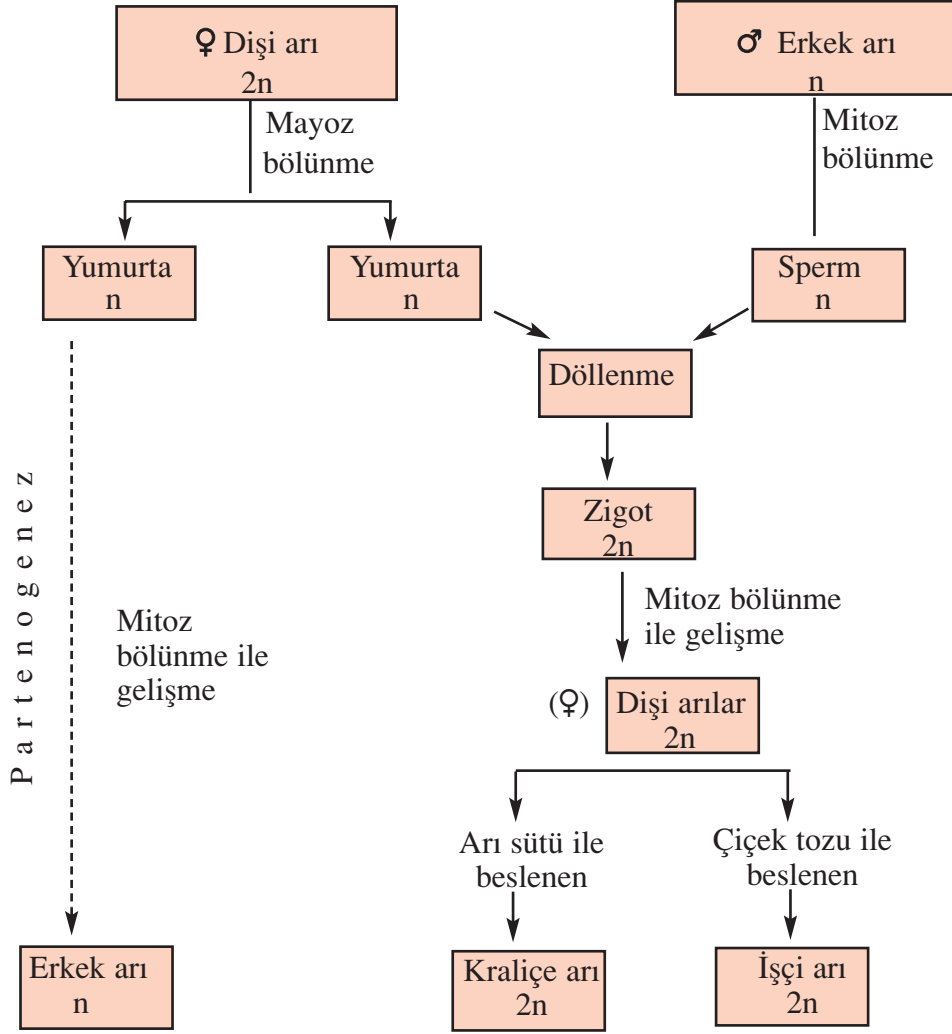 ♀ Dişi arı
2n
♂ Erkek arı
n
Mayoz
bölünme
Mitoz
bölünme
Yumurta
n
Yumurta
n
Sperm
n
Döllenme
Zigot
2n
Partenogenez
Mitoz
bölünme ile
gelişme
Mitoz bölünme
ile gelişme
(♀)
Dişi arılar
2n
Arı sütü ile
beslenen
Çiçek tozu ile
beslenen
Erkek arı
n
Kraliçe arı
2n
İşçi arı
2n